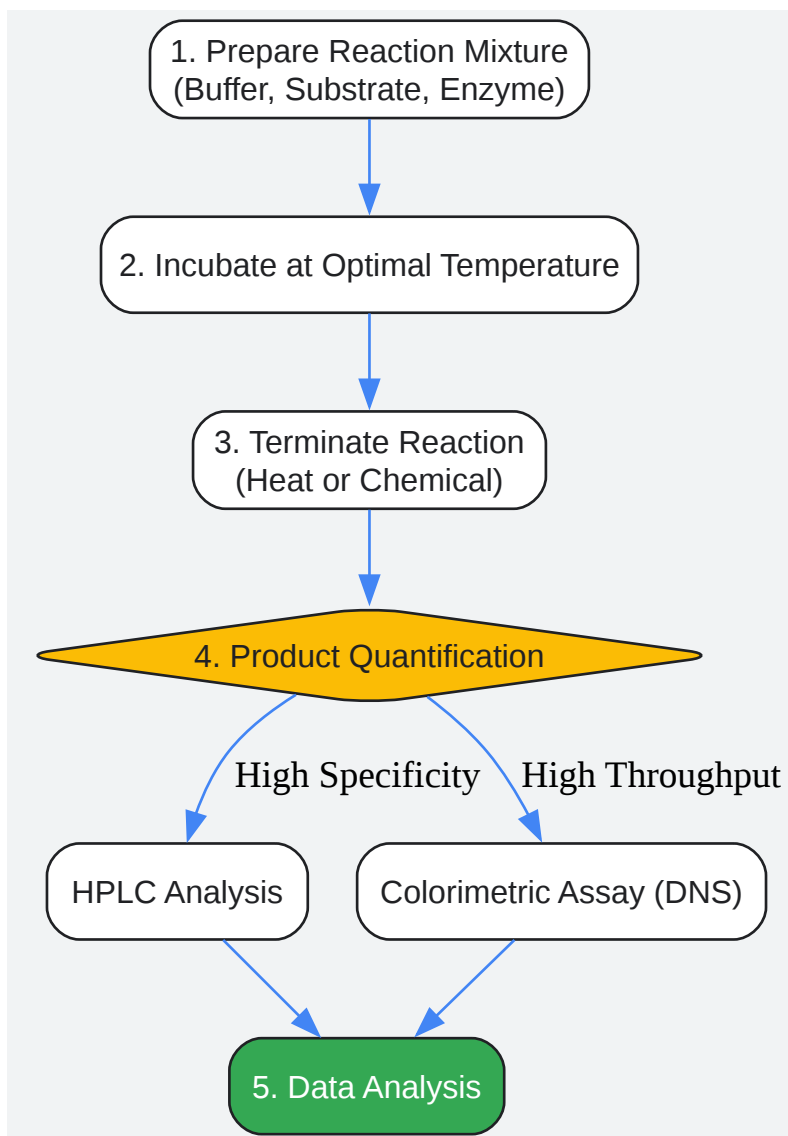 1. Prepare Reaction Mixture
(Buffer, Substrate, Enzyme)
2. Incubate at Optimal Temperature
3. Terminate Reaction
(Heat or Chemical)
4. Product Quantification
High Specificity
High Throughput
HPLC Analysis
Colorimetric Assay (DNS)
5. Data Analysis